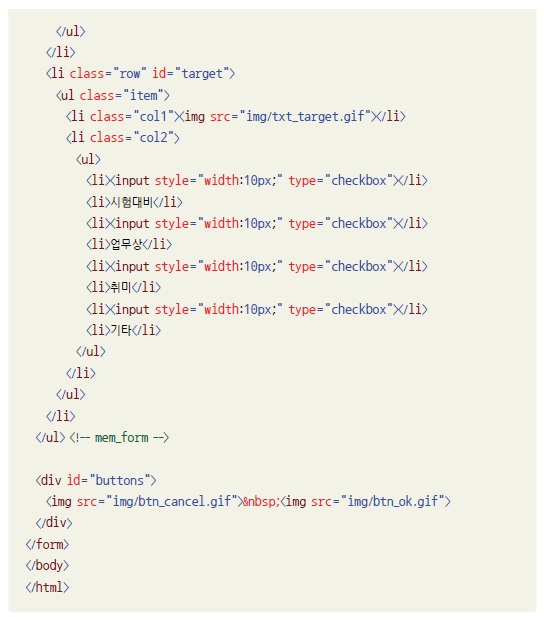 </ul>
</li>
<li class="row" id="target">
<ul class="item">
<li class="col1"><img src="img/txt_target.gif"></li>
<li class="col2">
<ul>
<li><input style="width:10px;" type="checkbox"></li>
<li>시험대비</li>
<li><input style="width:10px;" type="checkbox"></li>
<li>업무상</li>
<li><input style="width:10px;" type="checkbox"></li>
<li>취미</li>
<li><input style="width:10px;" type="checkbox"></li>
<li>기타</li>
</ul>
</li>
</ul>
</li>
</ul> <!-- mem_form -->
<div id="buttons">
<img src="img/btn_cancel.gif">&nbsp;<img src="img/btn_ok.gif">
</div>
</form>
</body>
</html>